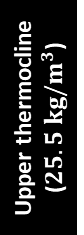 Upper thermocline
(25. 5 kg/m³)